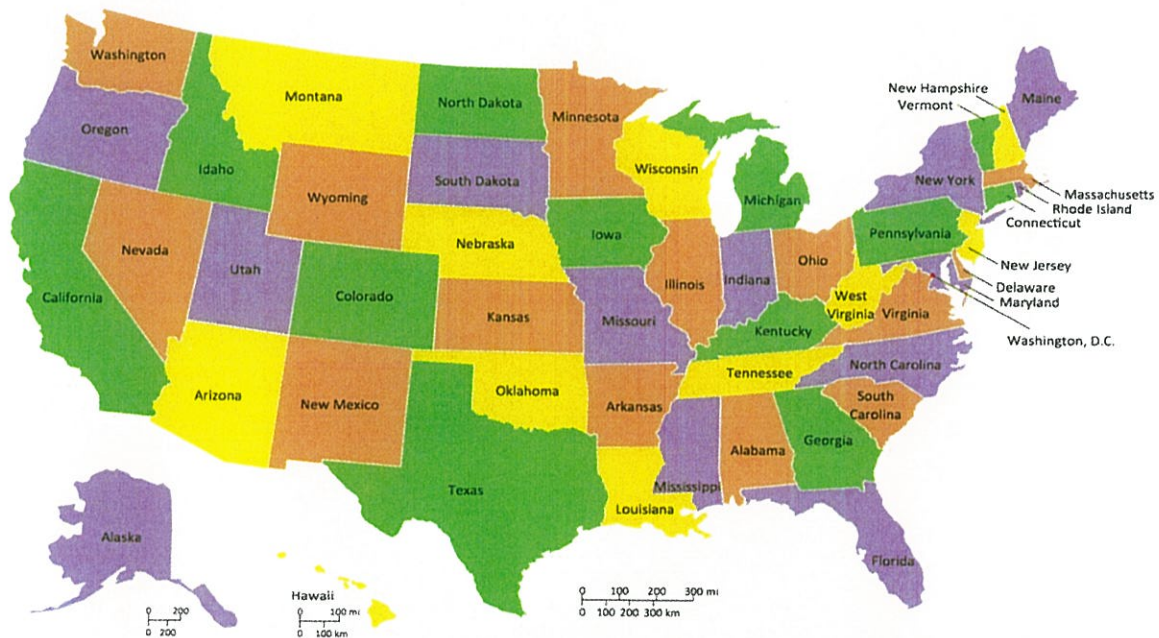 Washington
Montana
North Dakota
Minnesota
New Hampshire
Vermont
Maine
Oregon
Idaho
Wyoming
South Dakota
Wisconsin
Michigan
New York
Massachusetts
Rhode Island
Connecticut
Nevada
Utah
Nebraska
Iowa
Pennsylvania
New Jersey
California
Colorado
Kansas
Missouri
Illinois
Indiana
Ohio
West
Virginia
Virginia
Delaware
Maryland
Washington, D.C.
Kentucky
Arizona
New Mexico
Oklahoma
Arkansas
Tennessee
North Carolina
South
Carolina
Texas
Louisiana
Mississippi
Alabama
Georgia
Florida
Alaska
0 200
0 200
Hawaii
0 100 mi
0 100 km
0 100 200 300 mi
0 100 200 300 km